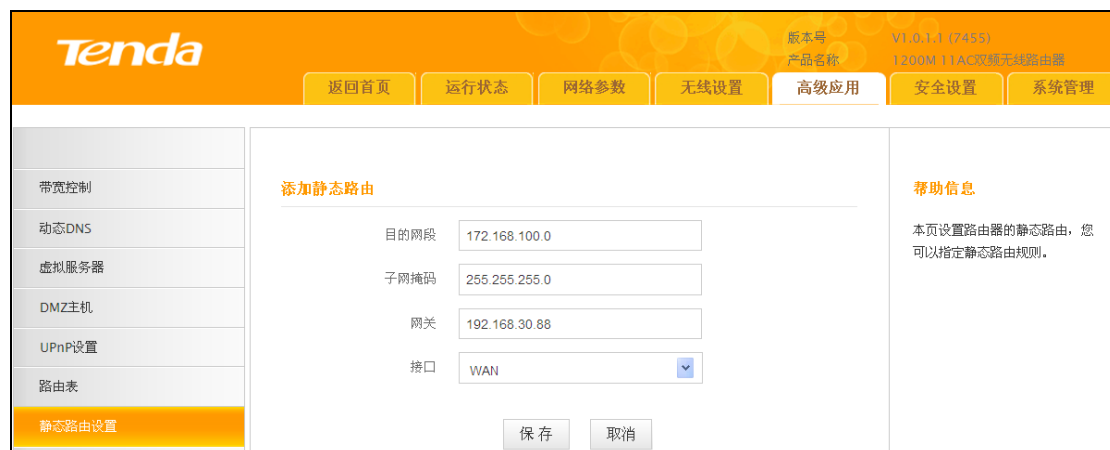 Tenda
版本号 V1.0.1.1 (7455)
产品名称 1200M 11AC双频无线路由器
返回首页 运行状态 网络参数 无线设置 高级应用 安全设置 系统管理
带宽控制
动态DNS
虚拟服务器
DMZ主机
UPnP设置
路由表
静态路由设置
添加静态路由
目的网段 172.168.100.0
子网掩码 255.255.255.0
网关 192.168.30.88
接口 WAN
保存 取消
帮助信息
本页设置路由器的静态路由，您
可以指定静态路由规则。